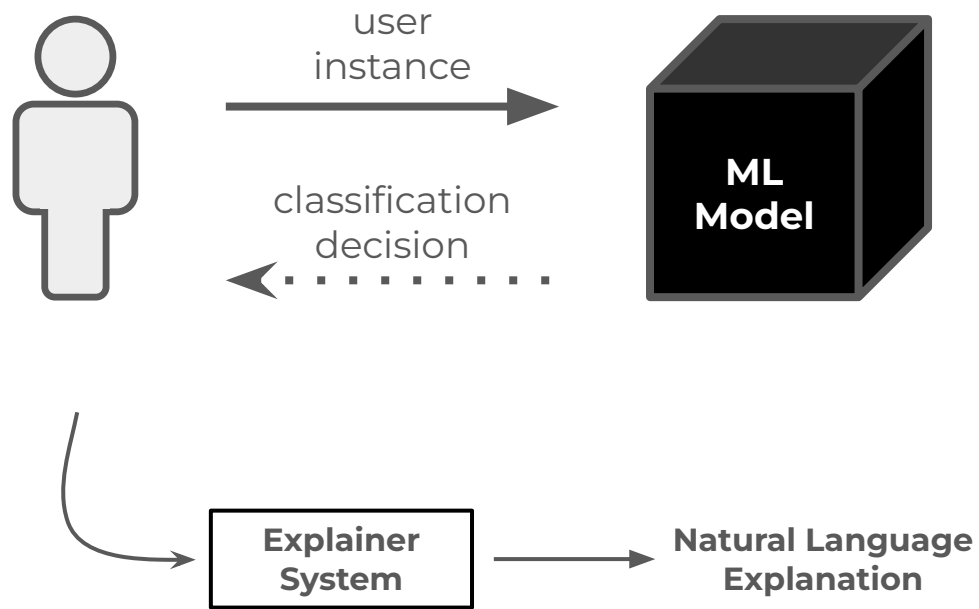 user
instance
ML
Model
classification
decision
Explainer
System
Natural Language
Explanation